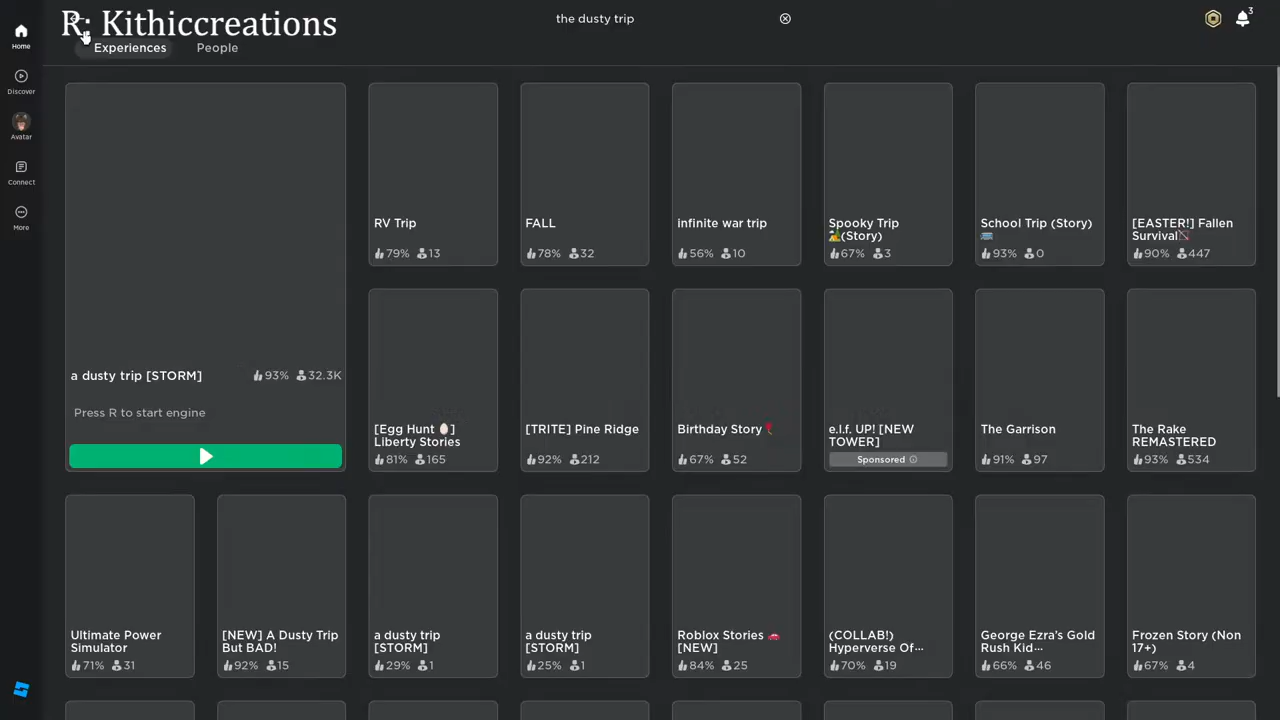 R: Kithiccreations
the dusty trip
3
Home
Experiences
People
Discover
Avatar
Connect
More
a dusty trip [STORM]
93% 32.3K
Press R to start engine
RV Trip
79% 13
FALL
78% 32
infinite war trip
56% 10
Spooky Trip
🏕️(Story)
67% 3
School Trip (Story)
93% 0
[EASTER!] Fallen
Survival
90% 447
[Egg Hunt 🥚]
Liberty Stories
81% 165
[TRITE] Pine Ridge
92% 212
Birthday Story🎈
67% 52
e.l.f. UP! [NEW
TOWER]
Sponsored
The Garrison
91% 97
The Rake
REMASTERED
93% 534
Ultimate Power
Simulator
71% 31
[NEW] A Dusty Trip
But BAD!
92% 15
a dusty trip
[STORM]
29% 1
a dusty trip
[STORM]
25% 1
Roblox Stories 🚗
[NEW]
84% 25
(COLLAB!)
Hyperverse Of...
70% 19
George Ezra's Gold
Rush Kid...
66% 46
Frozen Story (Non
17+)
67% 4